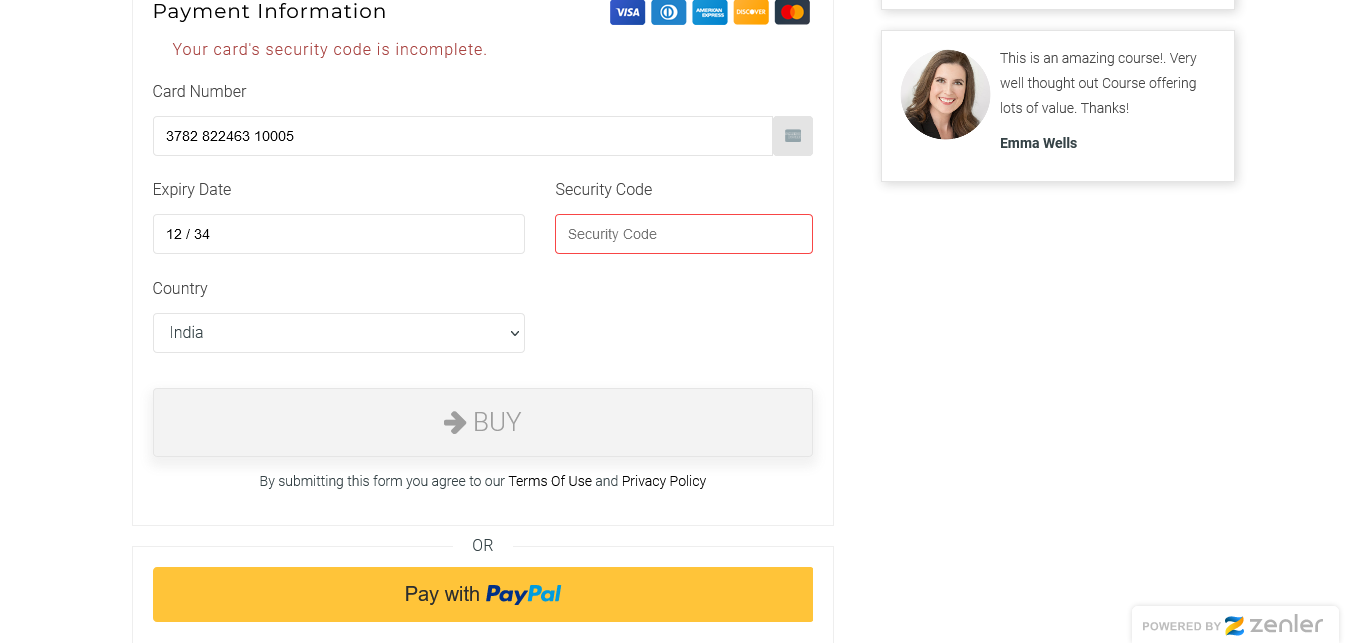 Payment Information
VISA
AMERICAN EXPRESS
DISCOVER
Your card's security code is incomplete.
Card Number
3782 822463 10005
Expiry Date
Security Code
12 / 34
Security Code
Country
India
BUY
By submitting this form you agree to our Terms Of Use and Privacy Policy
OR
Pay with PayPal
This is an amazing course!. Very
well thought out Course offering
lots of value. Thanks!
Emma Wells
POWERED BY zenler